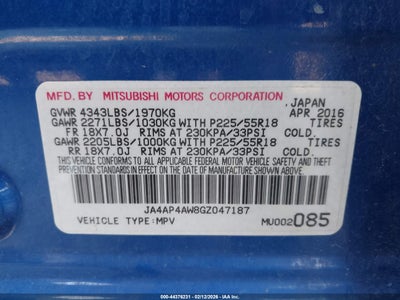 MFD. BY MITSUBISHI MOTORS CORPORATION
JAPAN
GVWR 4343LBS/1970KG APR 2016
GAWR 2271LBS/1030KG WITH P225/55R18 TIRES
FR 18X7.0J RIMS AT 230KPA/33PSI COLD.
GAWR 2205LBS/1000KG WITH P225/55R18 TIRES
RR 18X7.0J RIMS AT 230KPA/33PSI COLD.
THIS VEHICLE CONFORMS TO ALL APPLICABLE FEDERAL
MOTOR VEHICLE SAFETY AND THEFT PREVENTION STANDARDS
IN EFFECT ON THE DATE OF MANUFACTURE SHOWN ABOVE.
JA4AP4AW8GZ047187
VEHICLE TYPE:MPV MU002085
000-44376231 - 02/12/2026 - IAA